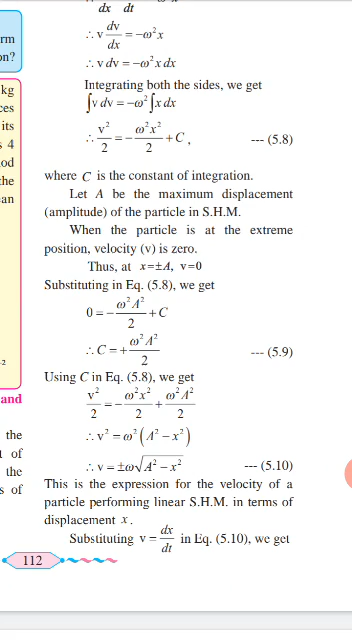 dx dt
∴ v dv/dx = −ω²x
∴ v dv = −ω² x dx
Integrating both the sides, we get
∫v dv = −ω² ∫x dx
∴ v²/2 = − ω²x²/2 + C , --- (5.8)
where C is the constant of integration.
Let A be the maximum displacement
(amplitude) of the particle in S.H.M.
When the particle is at the extreme
position, velocity (v) is zero.
Thus, at x=±A, v=0
Substituting in Eq. (5.8), we get
0 = − ω²A²/2 + C
∴ C = + ω²A²/2 --- (5.9)
Using C in Eq. (5.8), we get
v²/2 = − ω²x²/2 + ω²A²/2
∴ v² = ω² (A² − x²)
∴ v = ±ω√(A² − x²) --- (5.10)
This is the expression for the velocity of a
particle performing linear S.H.M. in terms of
displacement x.
Substituting v = dx/dt in Eq. (5.10), we get
112
rm
on?
kg
ces
its
s 4
od
the
an
-2
and
the
of
the
s of